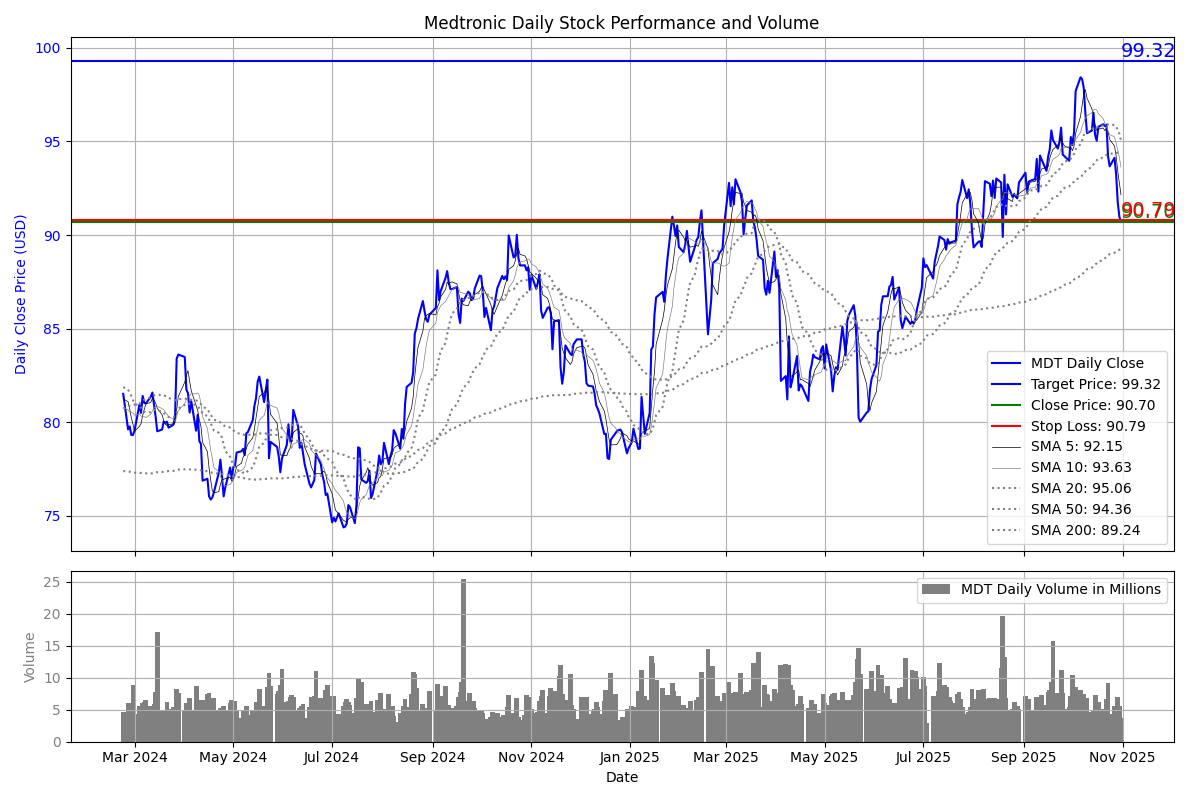 Medtronic Daily Stock Performance and Volume
100
95
90
85
80
75
Daily Close Price (USD)
99.32
90.79
90.70
MDT Daily Close
Target Price: 99.32
Close Price: 90.70
Stop Loss: 90.79
SMA 5: 92.15
SMA 10: 93.63
SMA 20: 95.06
SMA 50: 94.36
SMA 200: 89.24
25
20
15
10
5
0
Volume
MDT Daily Volume in Millions
Mar 2024 May 2024 Jul 2024 Sep 2024 Nov 2024 Jan 2025 Mar 2025 May 2025 Jul 2025 Sep 2025 Nov 2025
Date